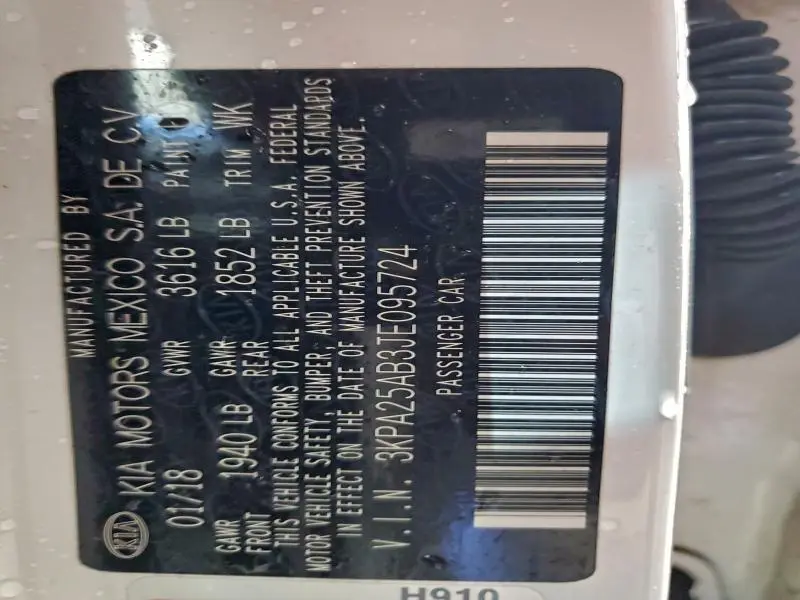 MANUFACTURED BY
KIA KIA MOTORS MEXICO S.A. DE C.V.
01/18 GVWR 3616 LB PAINT
GAWR FRONT 1940 LB GAWR REAR 1852 LB TRIM WK
THIS VEHICLE CONFORMS TO ALL APPLICABLE U.S.A. FEDERAL
MOTOR VEHICLE SAFETY, BUMPER, AND THEFT PREVENTION STANDARDS
IN EFFECT ON THE DATE OF MANUFACTURE SHOWN ABOVE.
V.I.N. 3KPA25AB3JE095724
PASSENGER CAR
H910